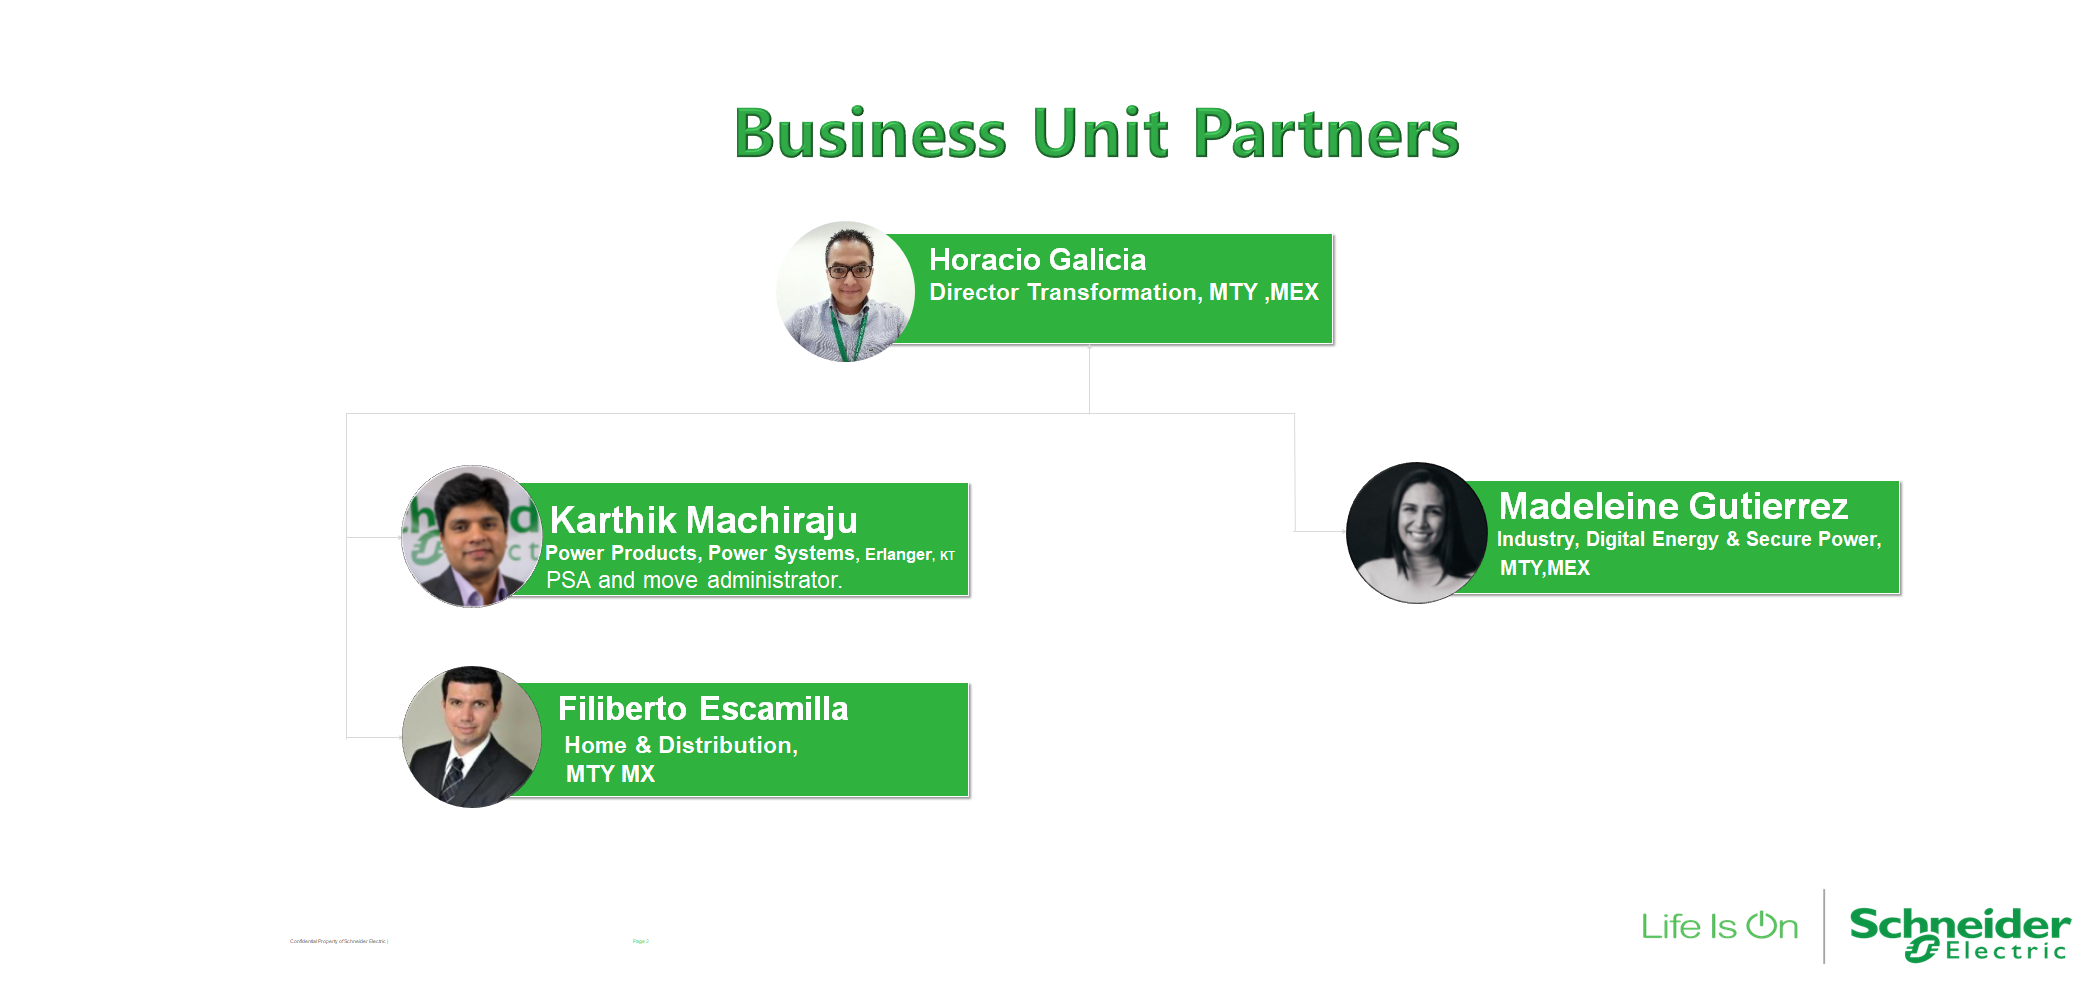 Business Unit Partners
Horacio Galicia
Director Transformation, MTY ,MEX
Karthik Machiraju
Power Products, Power Systems, Erlanger, KT
PSA and move administrator.
Madeleine Gutierrez
Industry, Digital Energy & Secure Power,
MTY,MEX
Filiberto Escamilla
Home & Distribution,
MTY MX
Confidential Property of Schneider Electric |
Page 2
Life Is On
Schneider
Electric